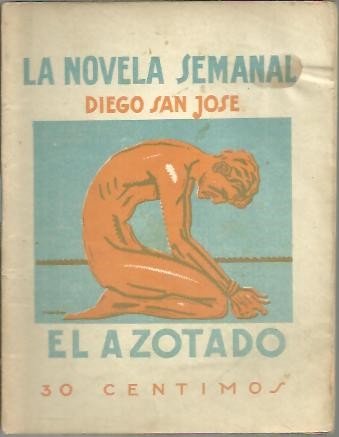 LA NOVELA SEMANAL
DIEGO SAN JOSE
EL AZOTADO
30 CENTIMOS